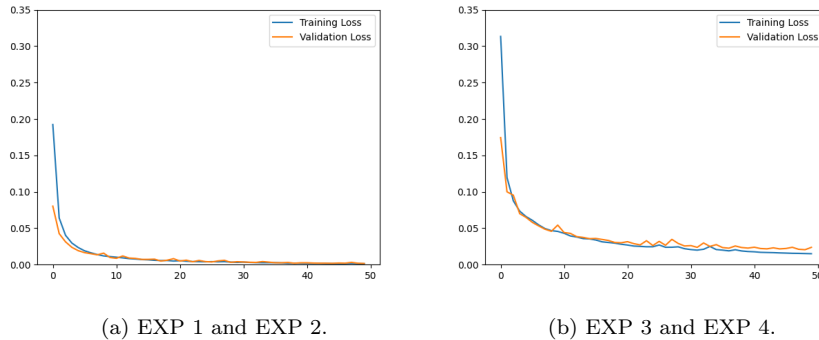 0.35
0.30
0.25
0.20
0.15
0.10
0.05
0.00
0 10 20 30 40 50
Training Loss
Validation Loss
0.35
0.30
0.25
0.20
0.15
0.10
0.05
0.00
0 10 20 30 40 50
Training Loss
Validation Loss
(a) EXP 1 and EXP 2.
(b) EXP 3 and EXP 4.